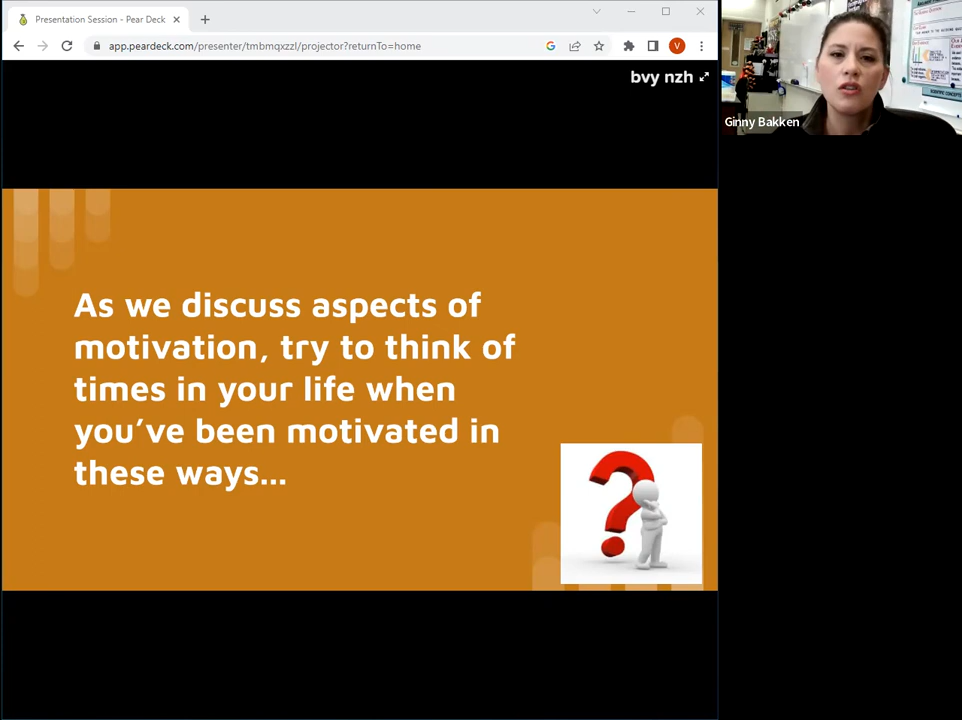 Presentation Session - Pear Deck
app.peardeck.com/presenter/tmbmqxzzl/projector?returnTo=home
V
bvy nzh
Ginny Bakken
As we discuss aspects of
motivation, try to think of
times in your life when
you've been motivated in
these ways...